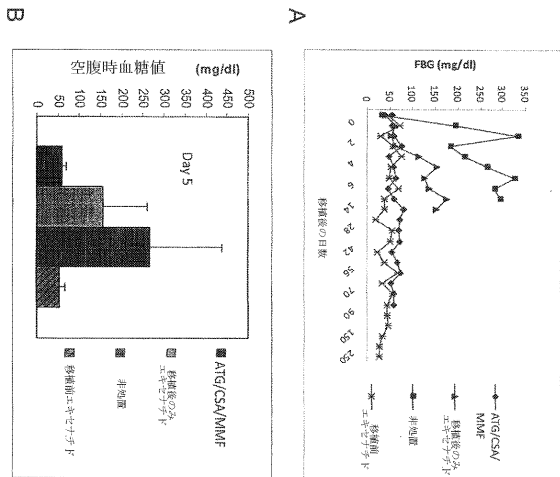 A
FBG (mg/dl)
350
300
250
200
150
100
50
0
0 2 4 6 14 28 42 56 70 90 150 250
移植後の日数
ATG/CSA/
MMF
移植後のみ
エキセナチド
非処置
移植前
エキセナチド
B
空腹時血糖値 (mg/dl)
500
450
400
350
300
250
200
150
100
50
0
Day 5
ATG/CSA/MMF
移植後のみ
エキセナチド
非処置
移植前エキセナチド